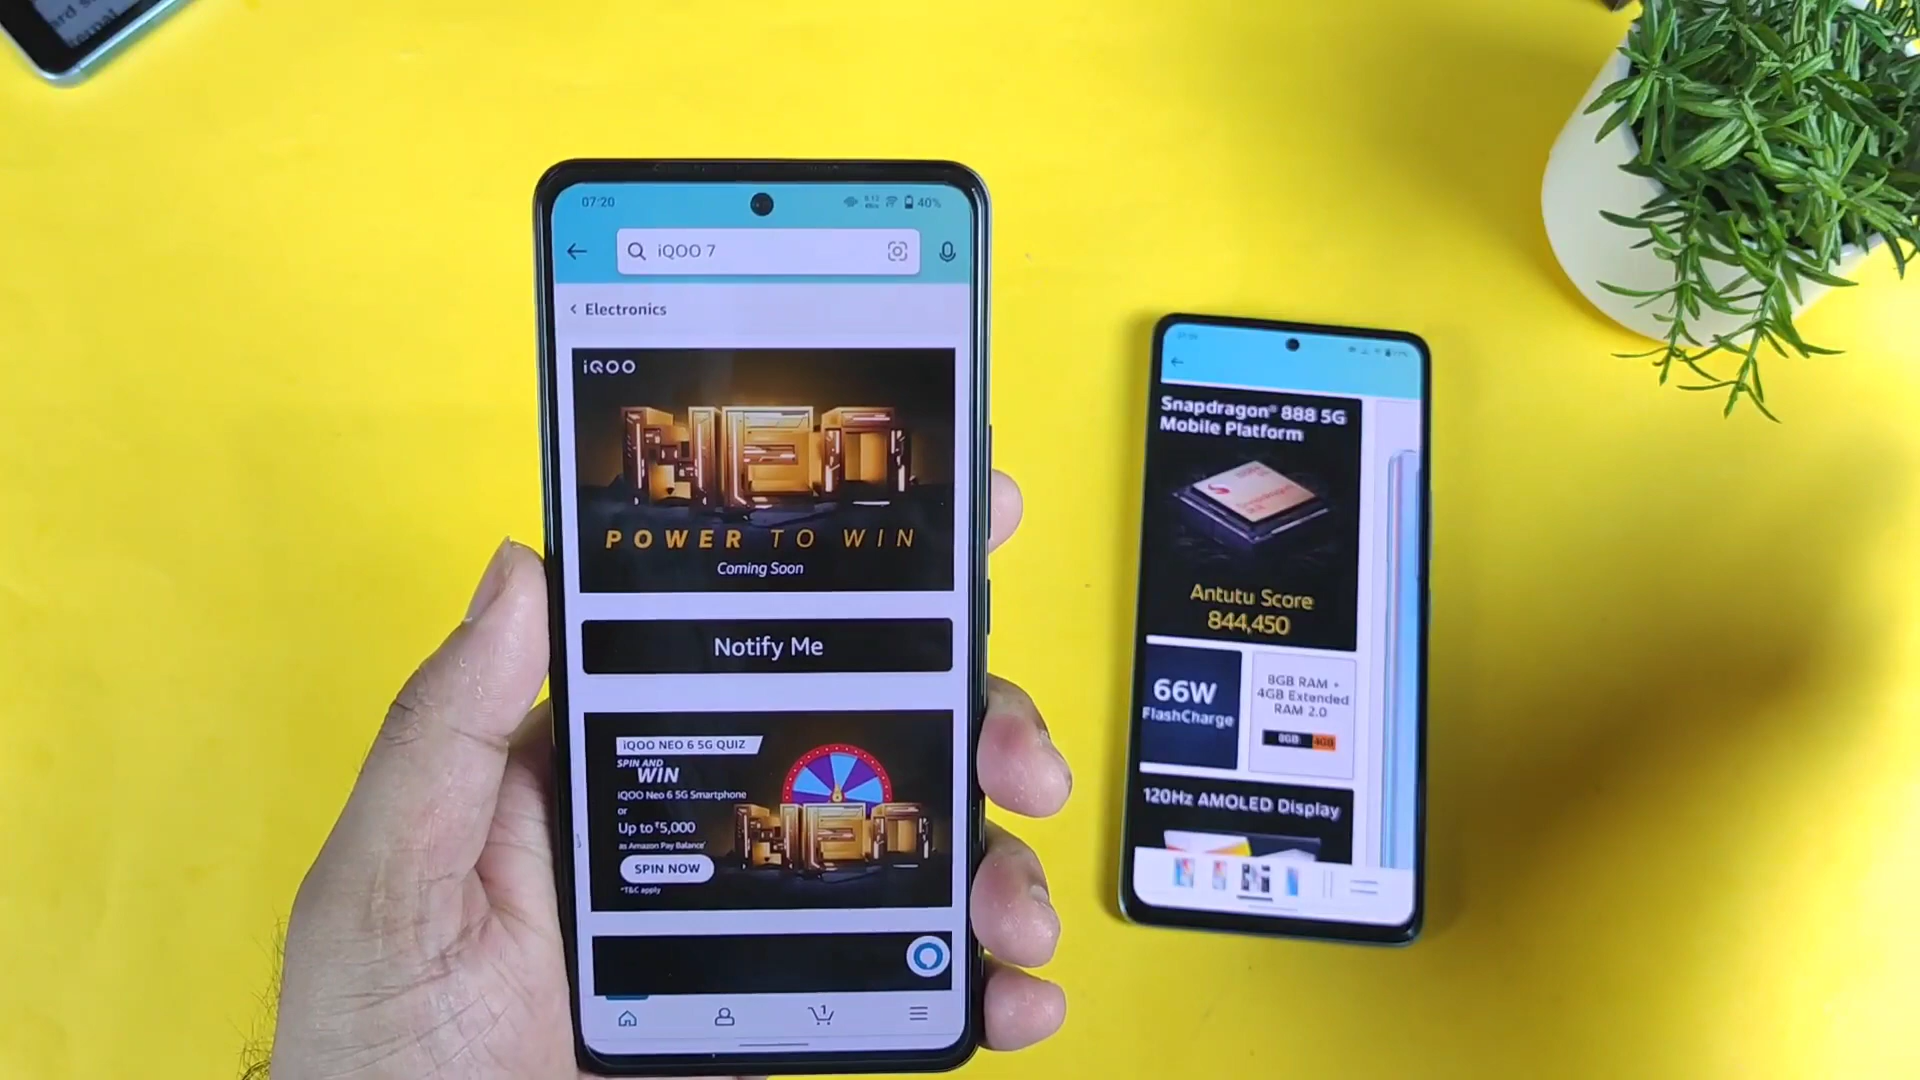 07:20
40%
iQOO 7
Electronics
iQOO
NEO
POWER TO WIN
Coming Soon
Notify Me
iQOO NEO 6 5G QUIZ
SPIN AND
WIN
iQOO Neo 6 5G Smartphone
or
Up to ₹5,000
as Amazon Pay Balance*
SPIN NOW
*T&C apply
NEO
1
Snapdragon® 888 5G
Mobile Platform
Antutu Score
844,450
66W
FlashCharge
8GB RAM +
4GB Extended
RAM 2.0
8GB 4GB
120Hz AMOLED Display